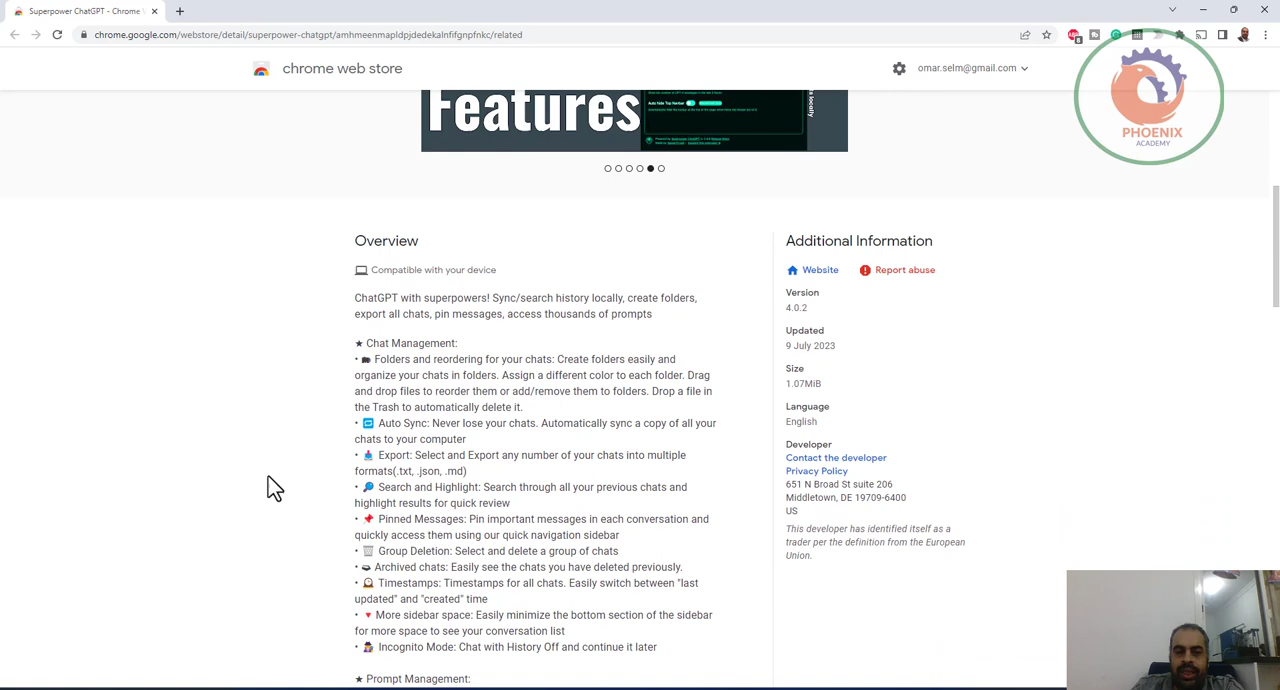 Superpower ChatGPT - Chrome
chrome.google.com/webstore/detail/superpower-chatgpt/amhmeenmapldpjdedekalnfifgnpfnkc/related
chrome web store
omar.selm@gmail.com
PHOENIX
ACADEMY
Features
Auto hide Top Navbar
s locally
Overview
Compatible with your device
ChatGPT with superpowers! Sync/search history locally, create folders,
export all chats, pin messages, access thousands of prompts
★ Chat Management:
• Folders and reordering for your chats: Create folders easily and
organize your chats in folders. Assign a different color to each folder. Drag
and drop files to reorder them or add/remove them to folders. Drop a file in
the Trash to automatically delete it.
• 🔁 Auto Sync: Never lose your chats. Automatically sync a copy of all your
chats to your computer
• 📥 Export: Select and Export any number of your chats into multiple
formats(.txt, .json, .md)
• 🔎 Search and Highlight: Search through all your previous chats and
highlight results for quick review
• 📌 Pinned Messages: Pin important messages in each conversation and
quickly access them using our quick navigation sidebar
• 🗑 Group Deletion: Select and delete a group of chats
• Archived chats: Easily see the chats you have deleted previously.
• 🕰 Timestamps: Timestamps for all chats. Easily switch between "last
updated" and "created" time
• 🔻 More sidebar space: Easily minimize the bottom section of the sidebar
for more space to see your conversation list
• Incognito Mode: Chat with History Off and continue it later
★ Prompt Management:
Additional Information
Website
Report abuse
Version
4.0.2
Updated
9 July 2023
Size
1.07MiB
Language
English
Developer
Contact the developer
Privacy Policy
651 N Broad St suite 206
Middletown, DE 19709-6400
US
This developer has identified itself as a
trader per the definition from the European
Union.